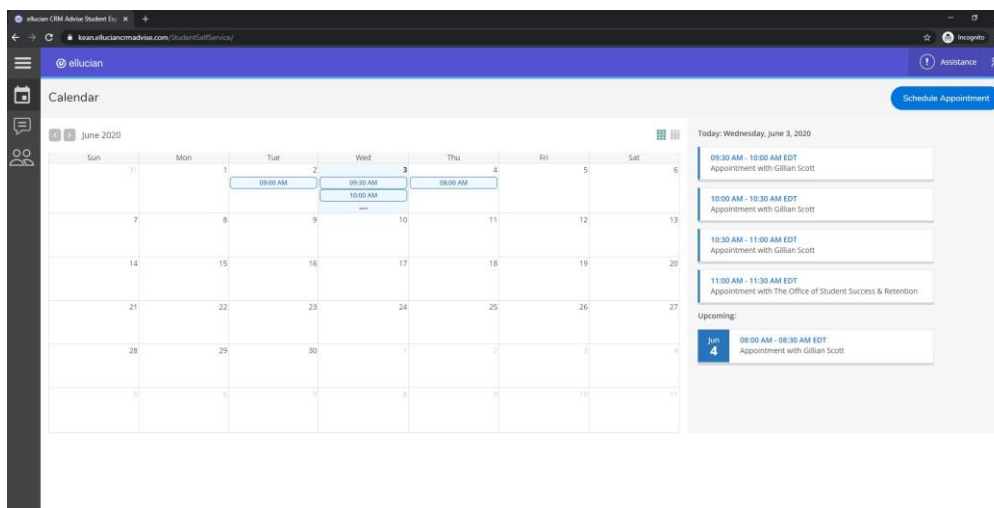 ellucian CRM Advise Student Ex
kean.elluciancrmadvise.com/StudentSelfService/
Incognito
ellucian
Assistance
Calendar
Schedule Appointment
June 2020
Sun Mon Tue Wed Thu Fri Sat
31 1 2 3 4 5 6
09:00 AM 09:30 AM 08:00 AM
10:00 AM
7 8 9 10 11 12 13
14 15 16 17 18 19 20
21 22 23 24 25 26 27
28 29 30 1 2 3 4
5 6 7 8 9 10 11
Today: Wednesday, June 3, 2020
09:30 AM - 10:00 AM EDT
Appointment with Gillian Scott
10:00 AM - 10:30 AM EDT
Appointment with Gillian Scott
10:30 AM - 11:00 AM EDT
Appointment with Gillian Scott
11:00 AM - 11:30 AM EDT
Appointment with The Office of Student Success & Retention
Upcoming:
Jun
4
08:00 AM - 08:30 AM EDT
Appointment with Gillian Scott